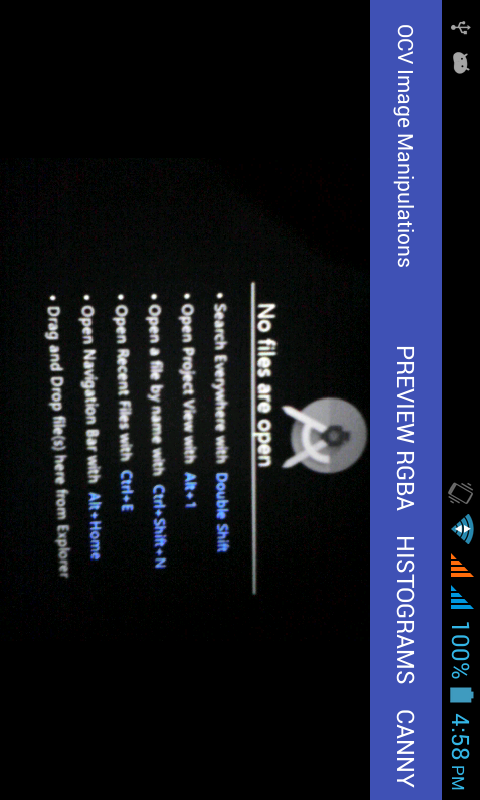 100% 4:58 PM
OCV Image Manipulations PREVIEW RGBA HISTOGRAMS CANNY
No files are open
• Search Everywhere with Double Shift
• Open Project View with Alt+1
• Open a file by name with Ctrl+Shift+N
• Open Recent Files with Ctrl+E
• Open Navigation Bar with Alt+Home
• Drag and Drop file(s) here from Explorer